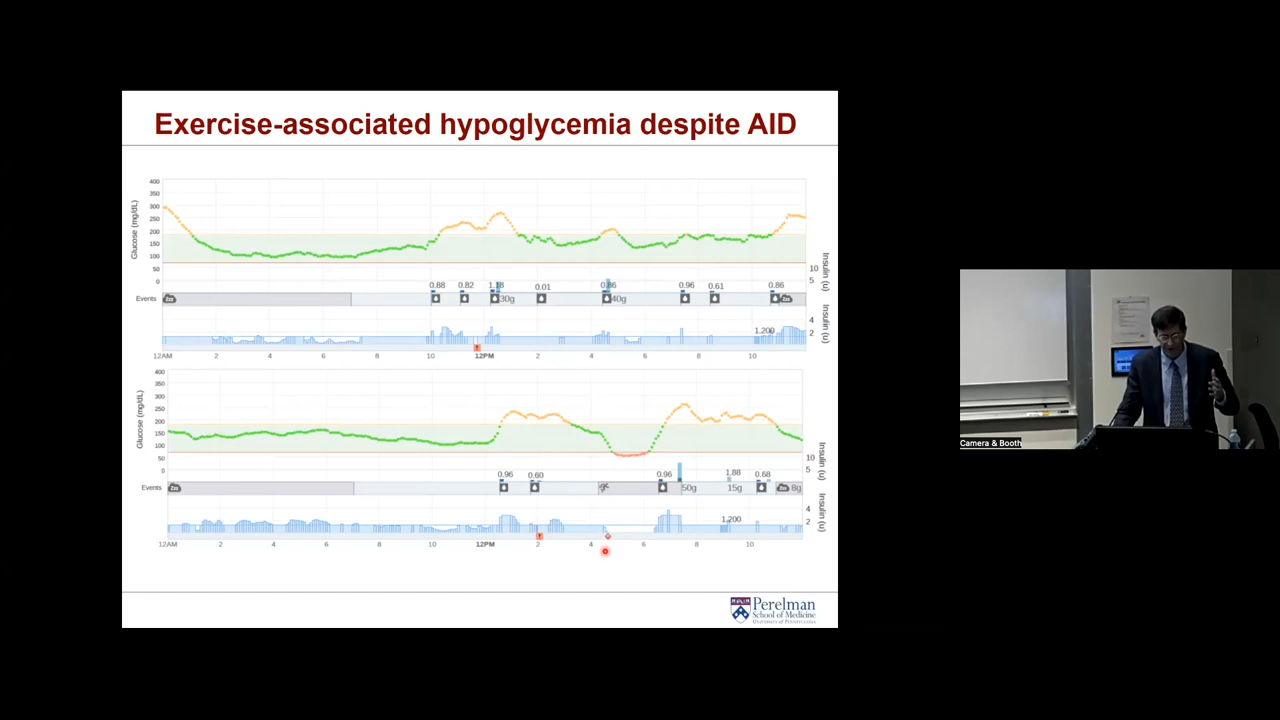 Exercise-associated hypoglycemia despite AID
Glucose (mg/dL)
400
350
300
250
200
150
100
50
0
Insulin (u)
10
5
0.88 0.82 1.18 0.01 0.86 0.96 0.61 0.86
Events
30g 40g
Insulin (u)
4
2
1.200
12AM 2 4 6 8 10 12PM 2 4 6 8 10
Glucose (mg/dL)
400
350
300
250
200
150
100
50
0
Insulin (u)
10
5
0.96 0.60 0.96 1.88 0.68
Events
50g 15g 8g
Insulin (u)
4
2
1.200
12AM 2 4 6 8 10 12PM 2 4 6 8 10
Perelman
School of Medicine
University of Pennsylvania
Camera & Booth